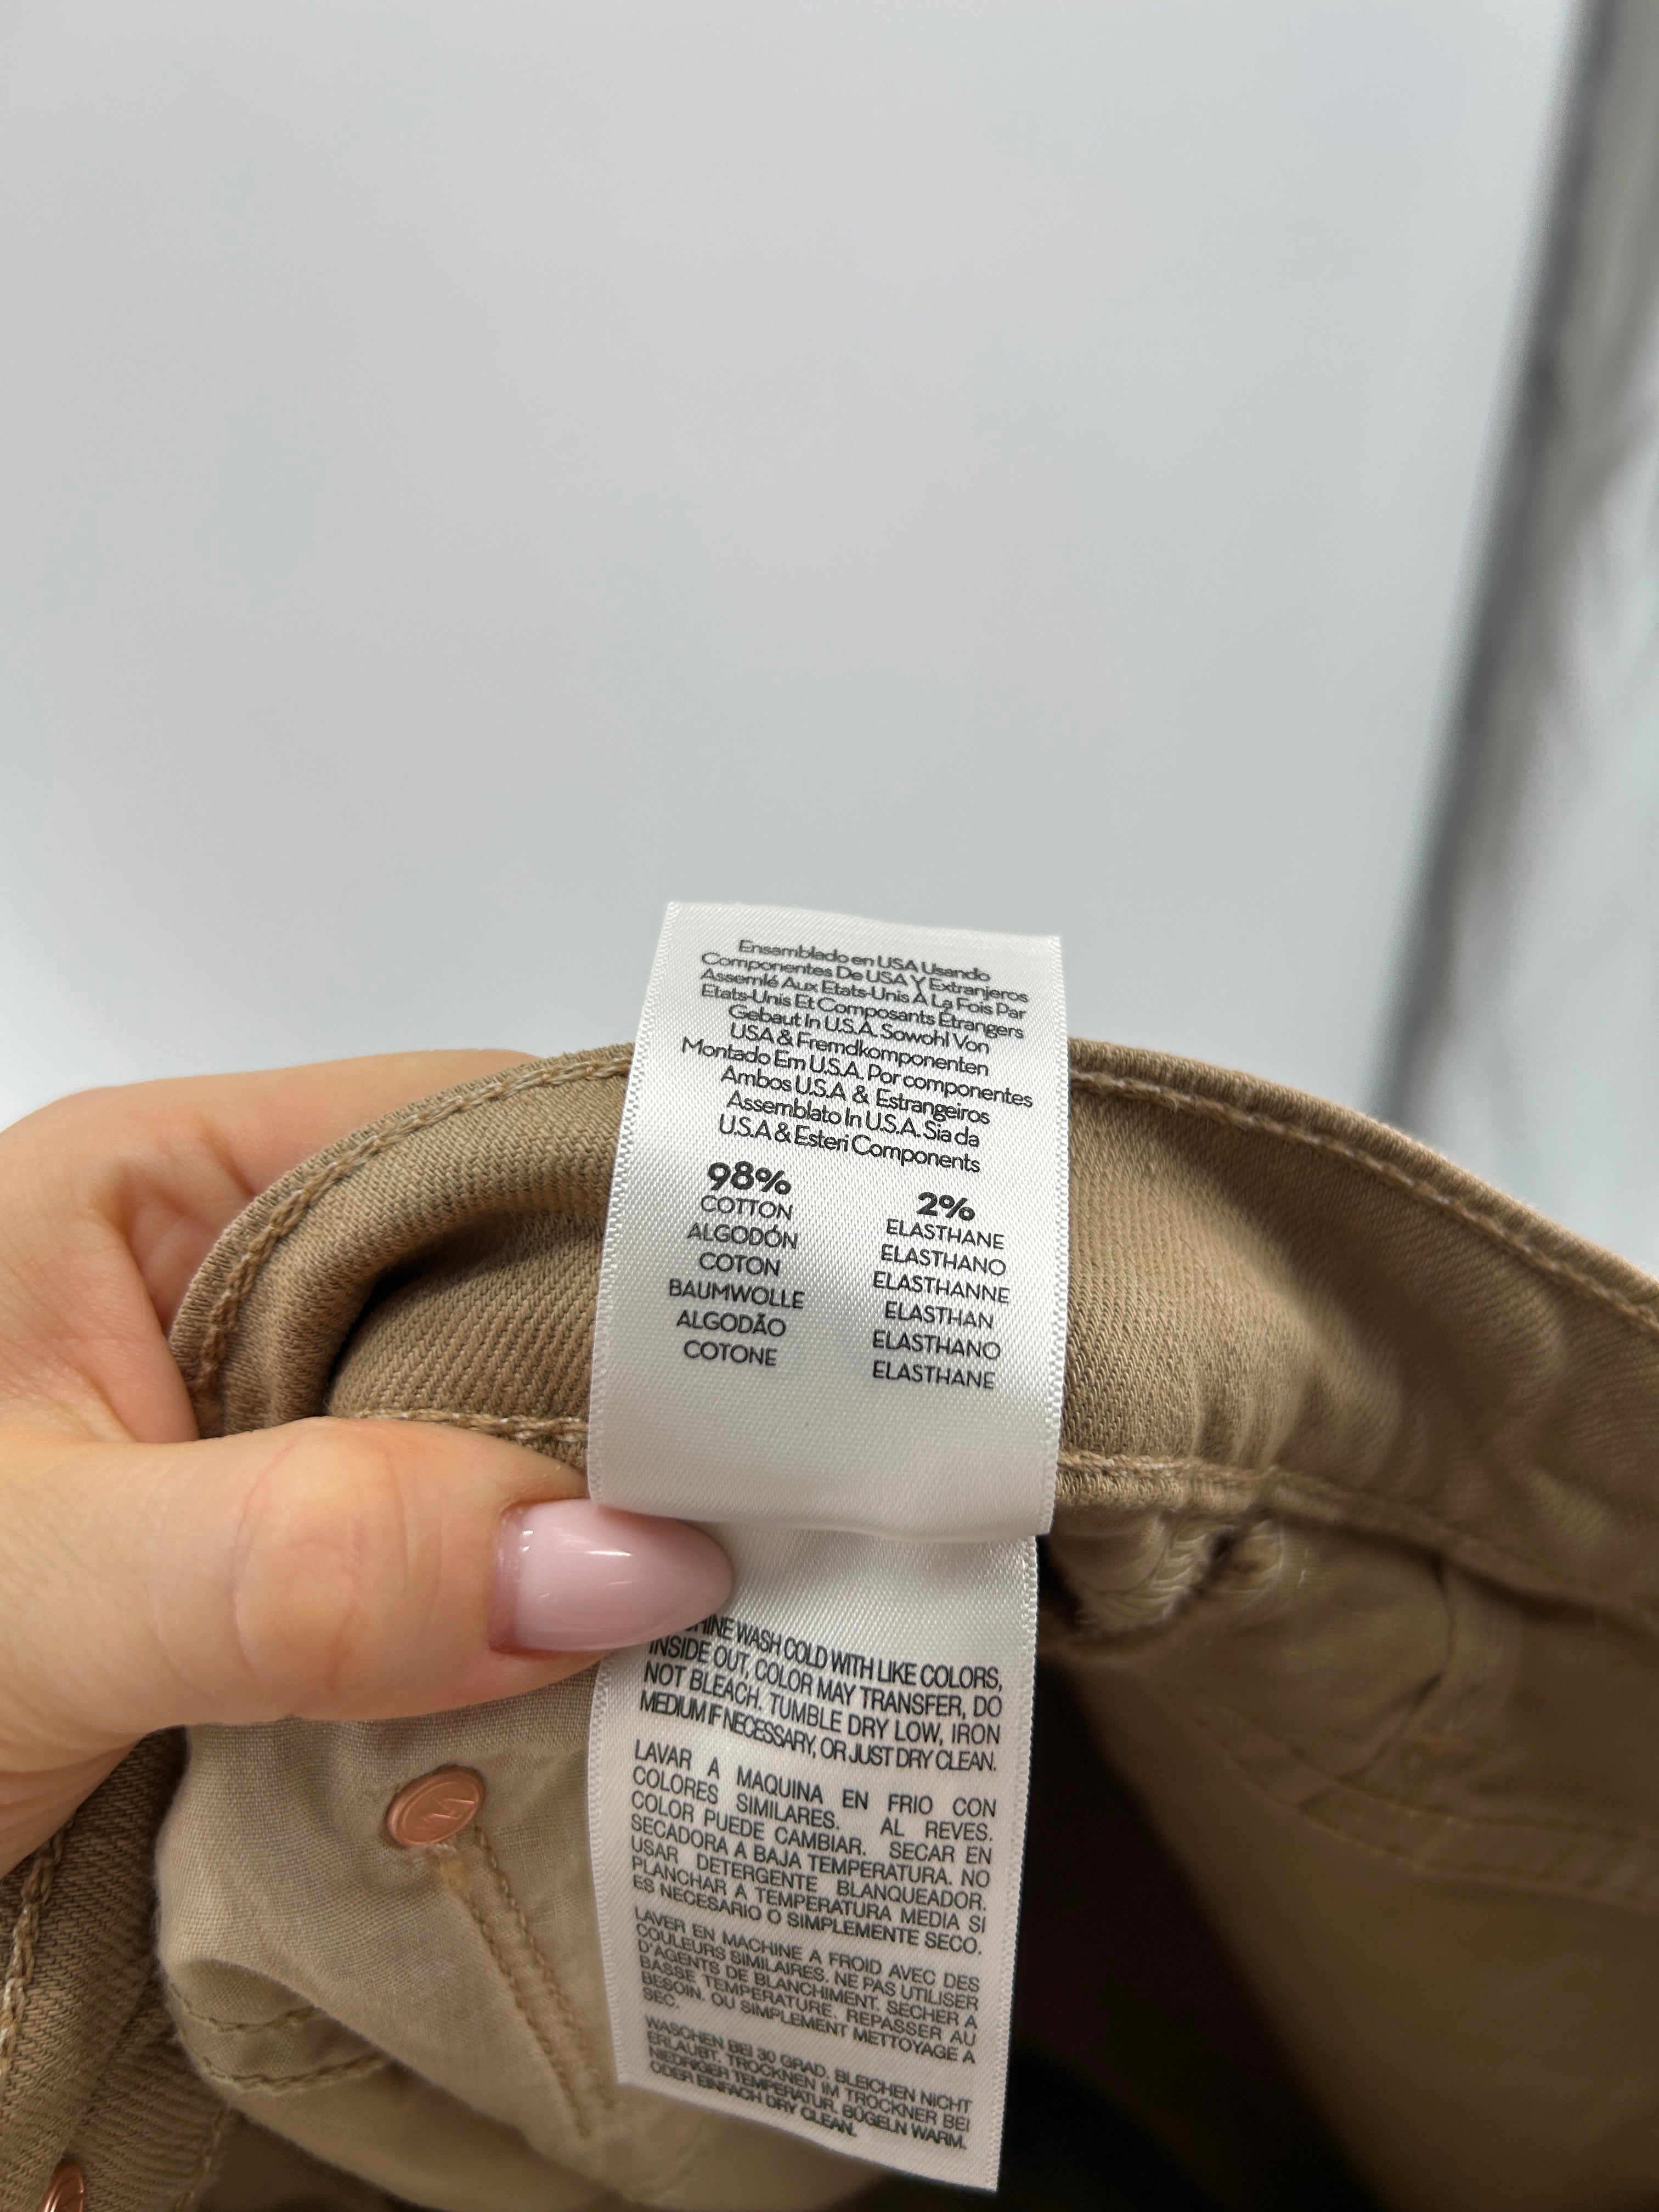 Ensamblado en USA Usando
Componentes De USA Y Extranjeros
Assemlé Aux Etats-Unis À La Fois Par
Etats-Unis Et Composants Étrangers
Gebaut In U.S.A. Sowohl Von
USA & Fremdkomponenten
Montado Em U.S.A. Por componentes
Ambos U.S.A & Estrangeiros
Assemblato In U.S.A. Sia da
U.S.A & Esteri Components
98%
COTTON
ALGODÓN
COTON
BAUMWOLLE
ALGODÃO
COTONE
2%
ELASTHANE
ELASTHANO
ELASTHANNE
ELASTHAN
ELASTHANO
ELASTHANE
WASH COLD WITH LIKE COLORS,
INSIDE OUT, COLOR MAY TRANSFER, DO
NOT BLEACH. TUMBLE DRY LOW, IRON
MEDIUM IF NECESSARY, OR JUST DRY CLEAN.
LAVAR A MAQUINA EN FRIO CON
COLORES SIMILARES. AL REVES.
COLOR PUEDE CAMBIAR. SECAR EN
SECADORA A BAJA TEMPERATURA. NO
USAR DETERGENTE BLANQUEADOR.
PLANCHAR A TEMPERATURA MEDIA SI
ES NECESARIO O SIMPLEMENTE SECO.
LAVER EN MACHINE A FROID AVEC DES
COULEURS SIMILAIRES. NE PAS UTILISER
D'AGENTS DE BLANCHIMENT. SECHER A
BASSE TEMPERATURE, REPASSER AU
BESOIN. OU SIMPLEMENT METTOYAGE A
SEC.
WASCHEN BEI 30 GRAD. BLEICHEN NICHT
ERLAUBT. TROCKNEN IM TROCKNER BEI
NIEDRIGER TEMPERATUR. BÜGELN WARM.
ODER EINFACH DRY CLEAN.